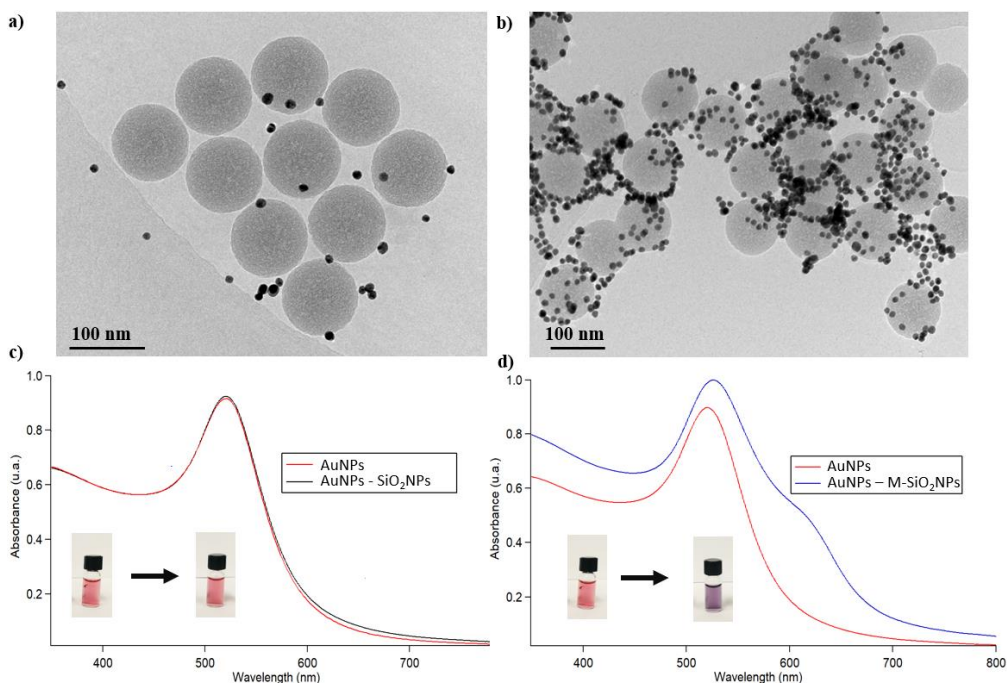 a)
b)
100 nm
100 nm
c)
d)
1.0
0.8
0.6
0.4
0.2
Absorbance (u.a.)
AuNPs
AuNPs - SiO₂NPs
400
500
600
700
Wavelength (nm)
1.0
0.8
0.6
0.4
0.2
Absorbance (u.a.)
AuNPs
AuNPs – M-SiO₂NPs
400
500
600
700
800
Wavelength (nm)